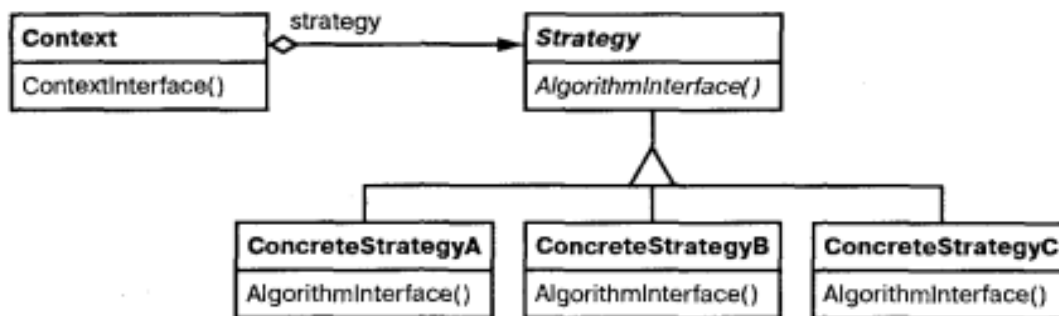 strategy
Context
Strategy
ContextInterface()
AlgorithmInterface()
ConcreteStrategyA
ConcreteStrategyB
ConcreteStrategyC
AlgorithmInterface()
AlgorithmInterface()
AlgorithmInterface()